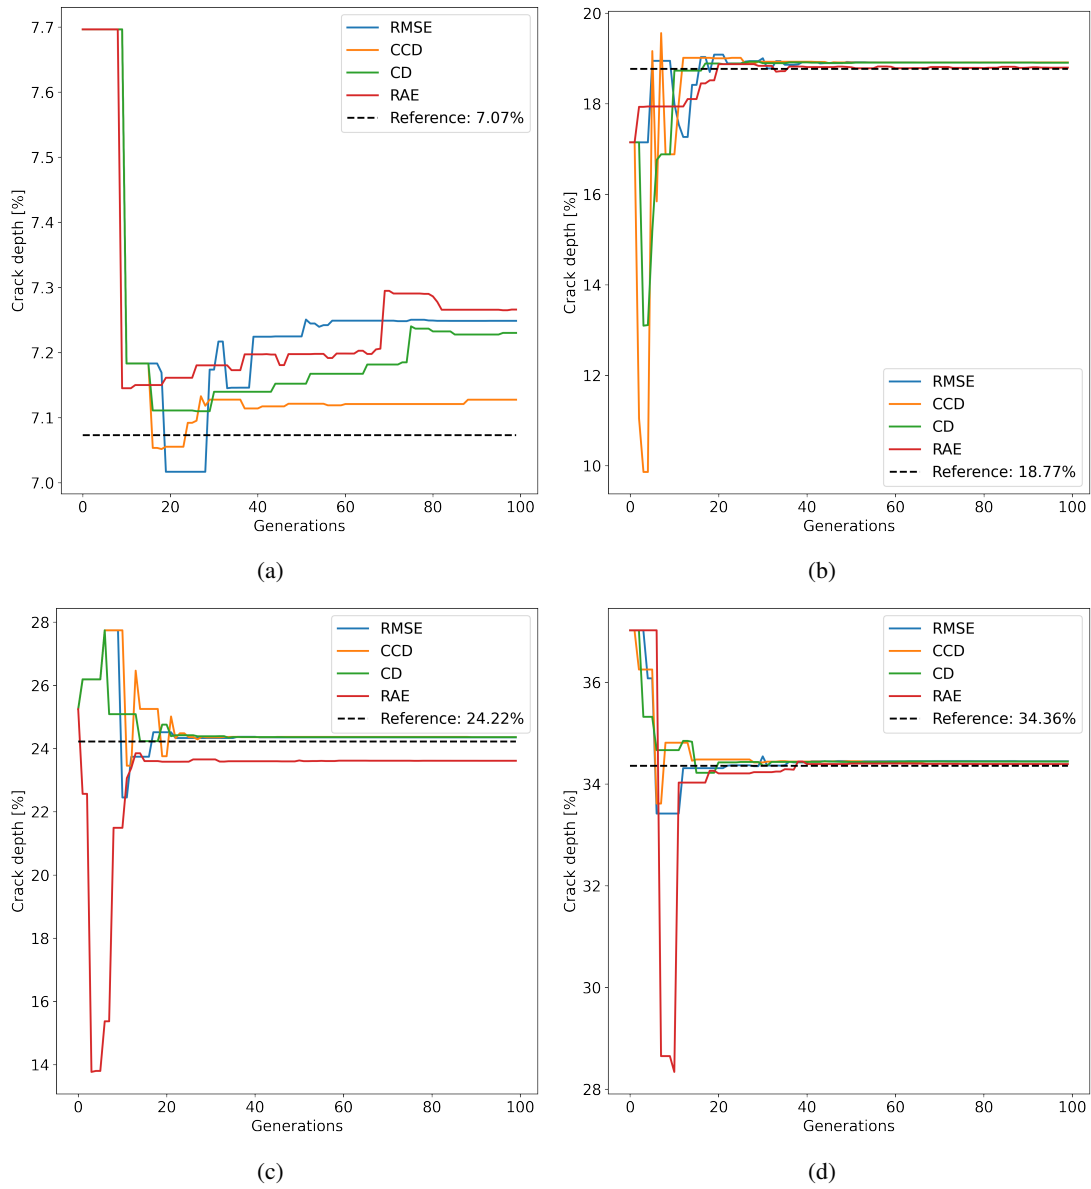 7.7
7.6
7.5
7.4
7.3
7.2
7.1
7.0
Crack depth [%]
RMSE
CCD
CD
RAE
Reference: 7.07%
0 20 40 60 80 100
Generations
(a)
20
18
16
14
12
10
Crack depth [%]
RMSE
CCD
CD
RAE
Reference: 18.77%
0 20 40 60 80 100
Generations
(b)
28
26
24
22
20
18
16
14
Crack depth [%]
RMSE
CCD
CD
RAE
Reference: 24.22%
0 20 40 60 80 100
Generations
(c)
36
34
32
30
28
Crack depth [%]
RMSE
CCD
CD
RAE
Reference: 34.36%
0 20 40 60 80 100
Generations
(d)